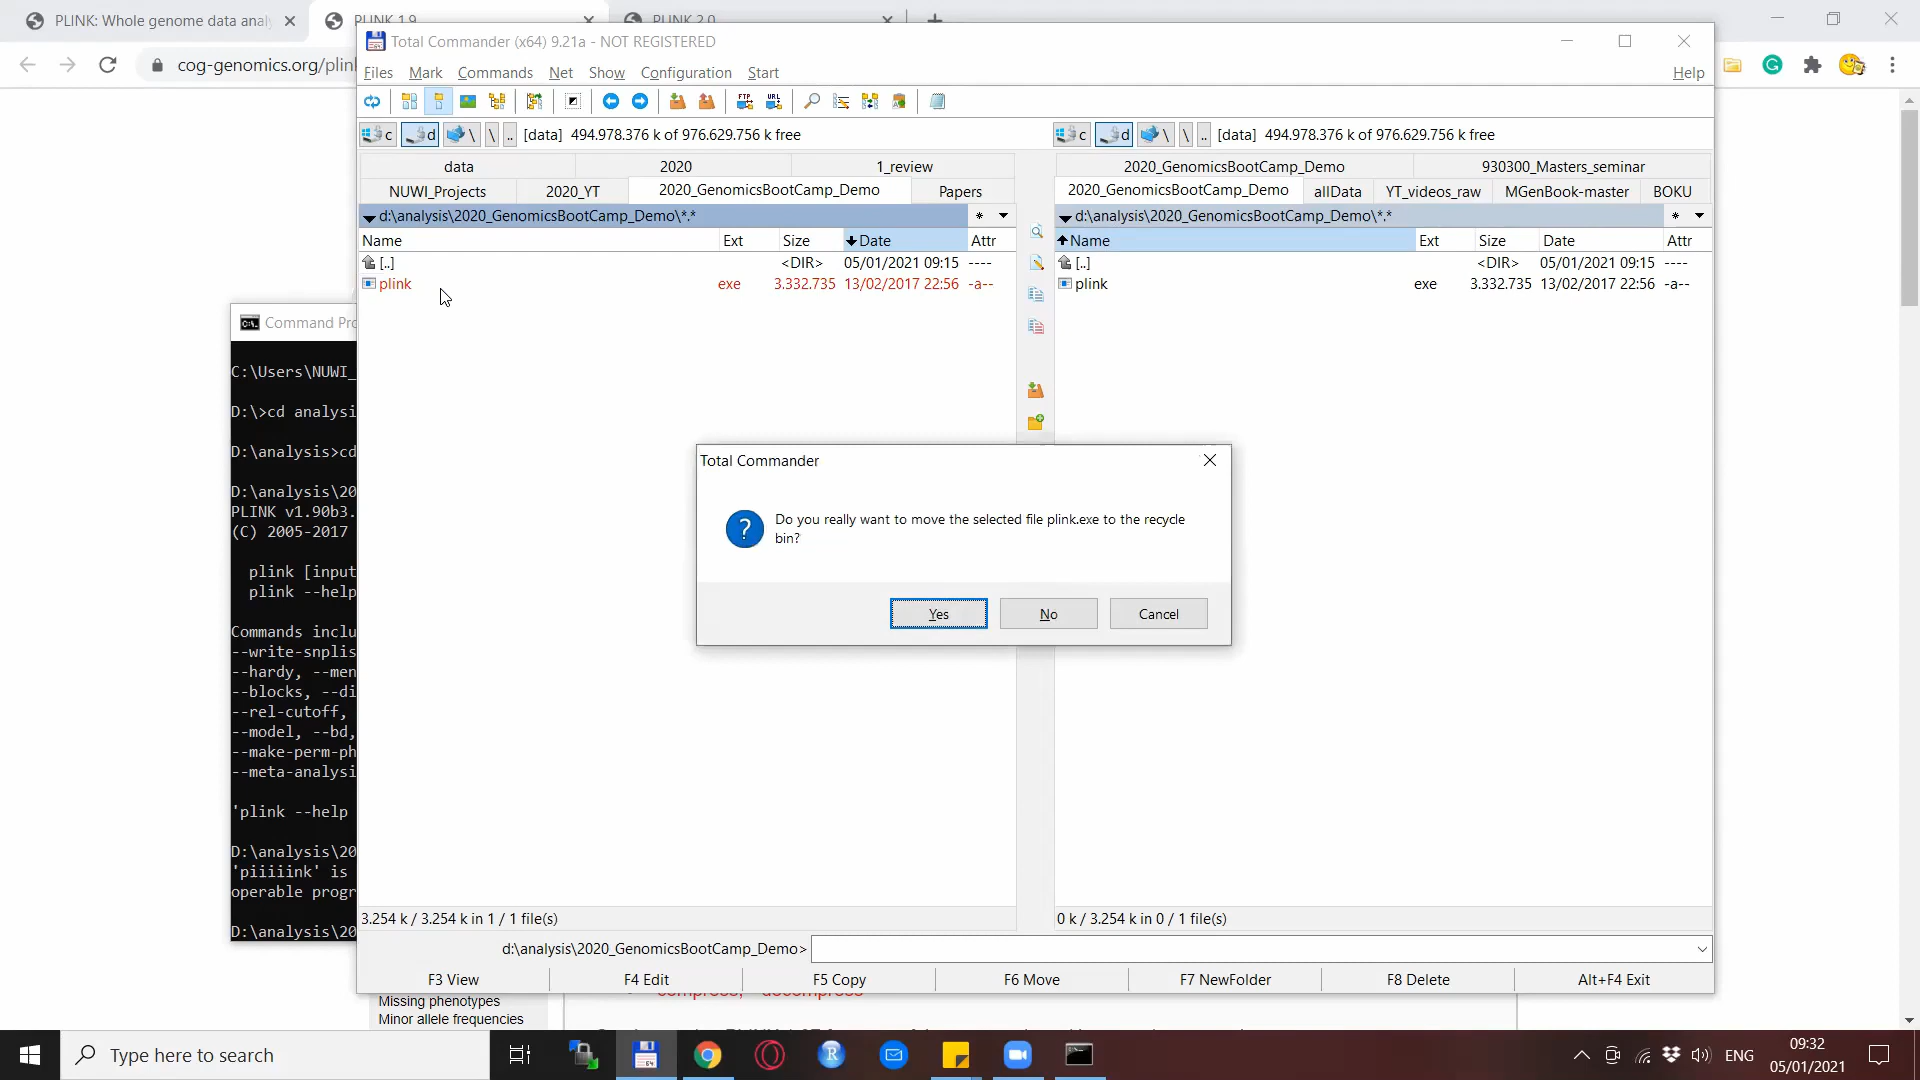 PLINK: Whole genome data anal
PLINK 1.9
PLINK 2.0
cog-genomics.org/plin
Total Commander (x64) 9.21a - NOT REGISTERED
Files Mark Commands Net Show Configuration Start Help
c d \ \ .. [data] 494.978.376 k of 976.629.756 k free
c d \ \ .. [data] 494.978.376 k of 976.629.756 k free
data 2020 1_review
2020_GenomicsBootCamp_Demo 930300_Masters_seminar
NUWI_Projects 2020_YT 2020_GenomicsBootCamp_Demo Papers
2020_GenomicsBootCamp_Demo allData YT_videos_raw MGenBook-master BOKU
d:\analysis\2020_GenomicsBootCamp_Demo\*.* *
d:\analysis\2020_GenomicsBootCamp_Demo\*.* *
Name Ext Size Date Attr
Name Ext Size Date Attr
[..] <DIR> 05/01/2021 09:15 ----
[..] <DIR> 05/01/2021 09:15 ----
plink exe 3.332.735 13/02/2017 22:56 -a--
plink exe 3.332.735 13/02/2017 22:56 -a--
Command Pro
C:\Users\NUWI_
D:\>cd analysi
D:\analysis>cd
D:\analysis\20
PLINK v1.90b3.
(C) 2005-2017
plink [input
plink --help
Commands inclu
--write-snplis
--hardy, --men
--blocks, --di
--rel-cutoff,
--model, --bd,
--make-perm-ph
--meta-analysi
'plink --help
D:\analysis\20
'piiiiink' is
operable progr
D:\analysis\20
Total Commander
Do you really want to move the selected file plink.exe to the recycle
bin?
Yes No Cancel
3.254 k / 3.254 k in 1 / 1 file(s)
0 k / 3.254 k in 0 / 1 file(s)
d:\analysis\2020_GenomicsBootCamp_Demo>
F3 View F4 Edit F5 Copy F6 Move F7 NewFolder F8 Delete Alt+F4 Exit
Missing phenotypes
Minor allele frequencies
Type here to search
ENG
09:32
05/01/2021